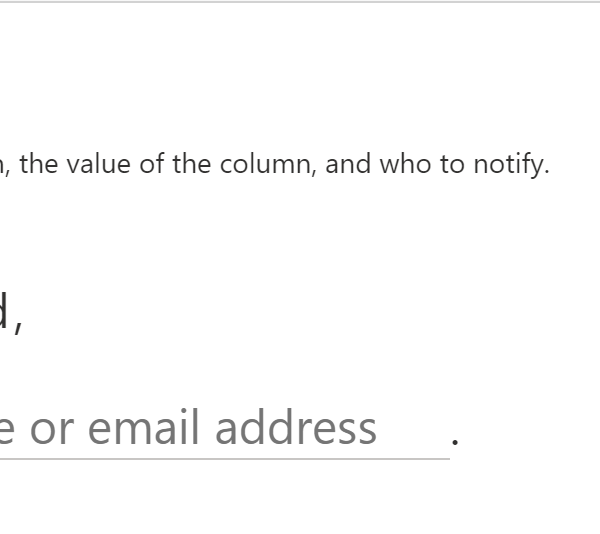 , the value of the column, and who to notify.
,
or email address .